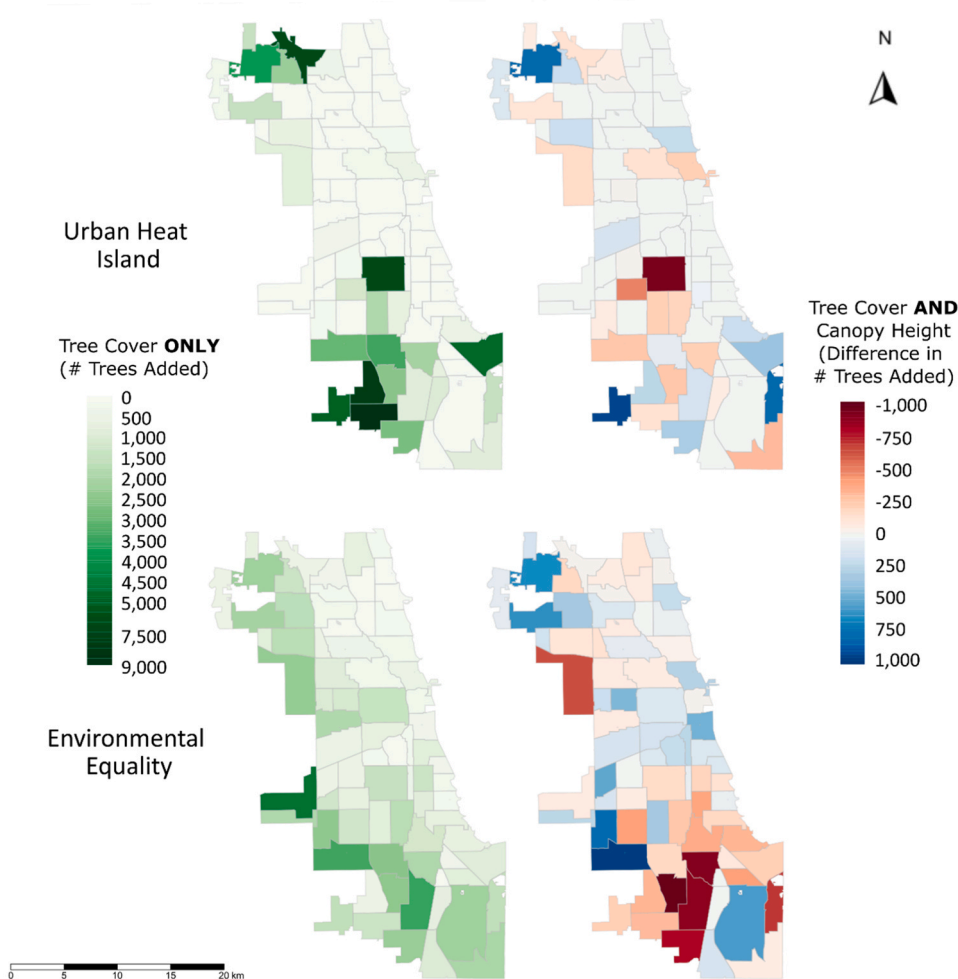 N
Urban Heat
Island
Tree Cover ONLY
(# Trees Added)
0
500
1,000
1,500
2,000
2,500
3,000
3,500
4,000
4,500
5,000
7,500
9,000
Tree Cover AND
Canopy Height
(Difference in
# Trees Added)
-1,000
-750
-500
-250
0
250
500
750
1,000
Environmental
Equality
0 5 10 15 20 km